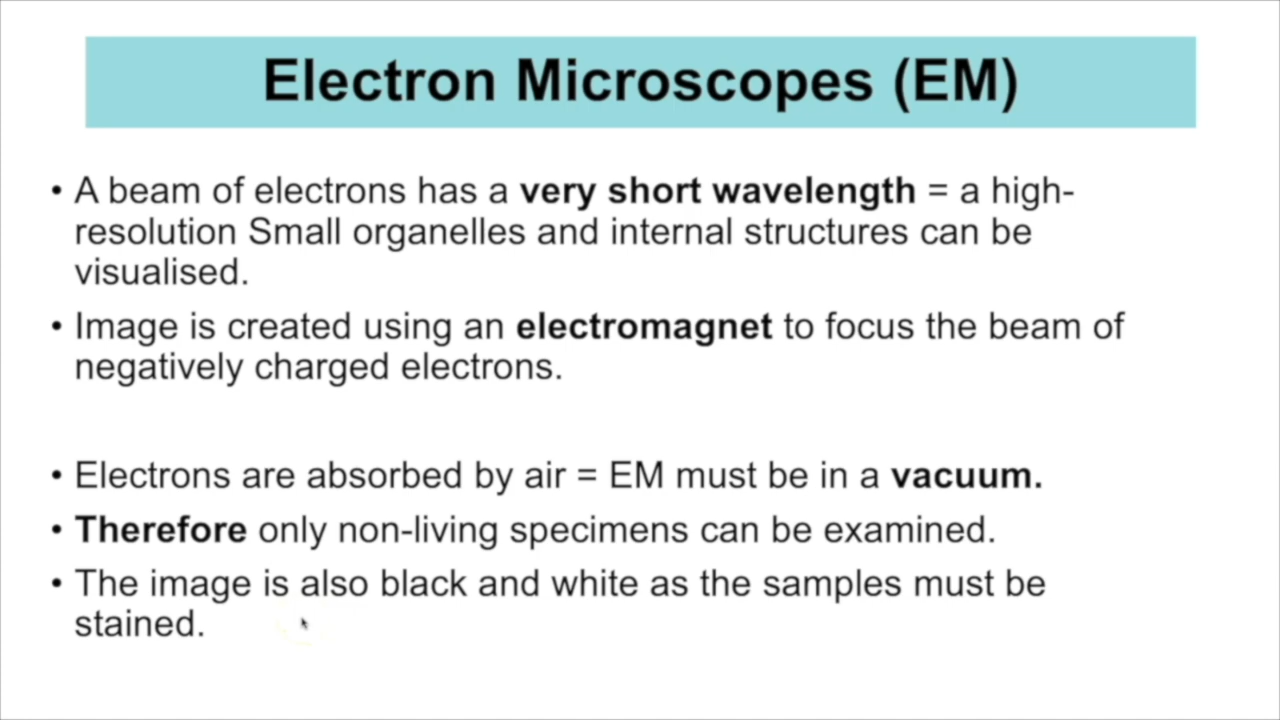 Electron Microscopes (EM)
• A beam of electrons has a very short wavelength = a high-
resolution Small organelles and internal structures can be
visualised.
• Image is created using an electromagnet to focus the beam of
negatively charged electrons.
• Electrons are absorbed by air = EM must be in a vacuum.
• Therefore only non-living specimens can be examined.
• The image is also black and white as the samples must be
stained.